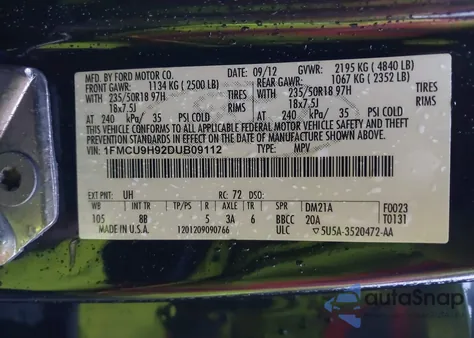 MFD. BY FORD MOTOR CO. 09/12 GVWR: 2195 KG ( 4840 LB)
FRONT GAWR: 1134 KG ( 2500 LB) REAR GAWR: 1067 KG ( 2352 LB)
WITH 235/50R18 97H TIRES WITH 235/50R18 97H TIRES
18x7.5J RIMS 18x7.5J RIMS
AT 240 kPa/ 35 PSI COLD AT 240 kPa/ 35 PSI COLD
THIS VEHICLE CONFORMS TO ALL APPLICABLE FEDERAL MOTOR VEHICLE SAFETY AND BUMPER STANDARDS AND THEFT
PREVENTION STANDARDS IN EFFECT ON THE DATE OF MANUFACTURE SHOWN ABOVE.
VIN: 1FMCU9H92DUB09112 TYPE: MPV
EXT PNT: UH RC: 72 DSO:
WB INT TR TP/PS R AXLE TR S DM21A F0023
105 8B 5 3A 6 BBCC 20A T0131
MADE IN U.S.A. 1201209090766 ULC 5U5A-3520472-AA
autoSnap